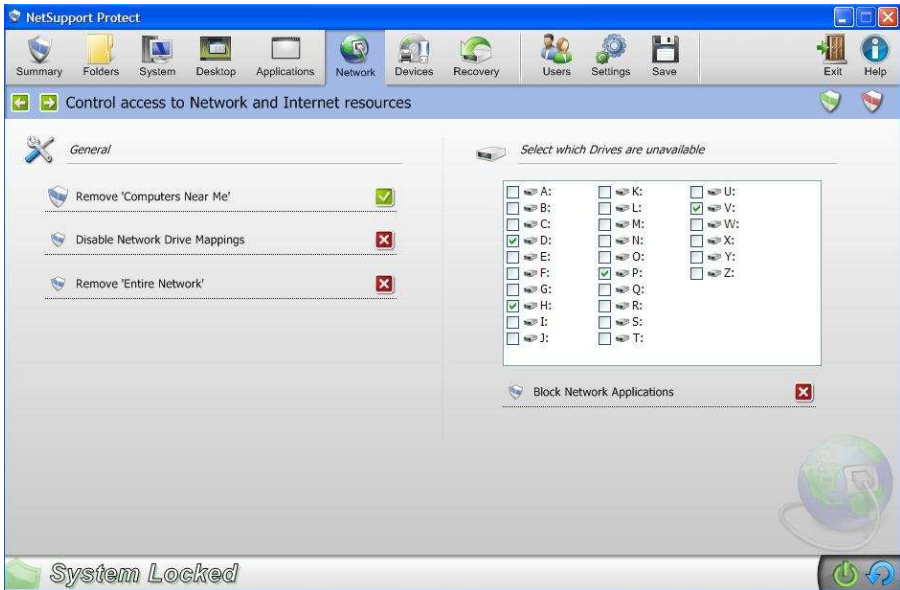 NetSupport Protect
Summary Folders System Desktop Applications Network Devices Recovery Users Settings Save Exit Help
Control access to Network and Internet resources
General
Remove 'Computers Near Me'
Disable Network Drive Mappings
Remove 'Entire Network'
Select which Drives are unavailable
A: K: U:
B: L: V:
C: M: W:
D: N: X:
E: O: Y:
F: P: Z:
G: Q:
H: R:
I: S:
J: T:
Block Network Applications
System Locked